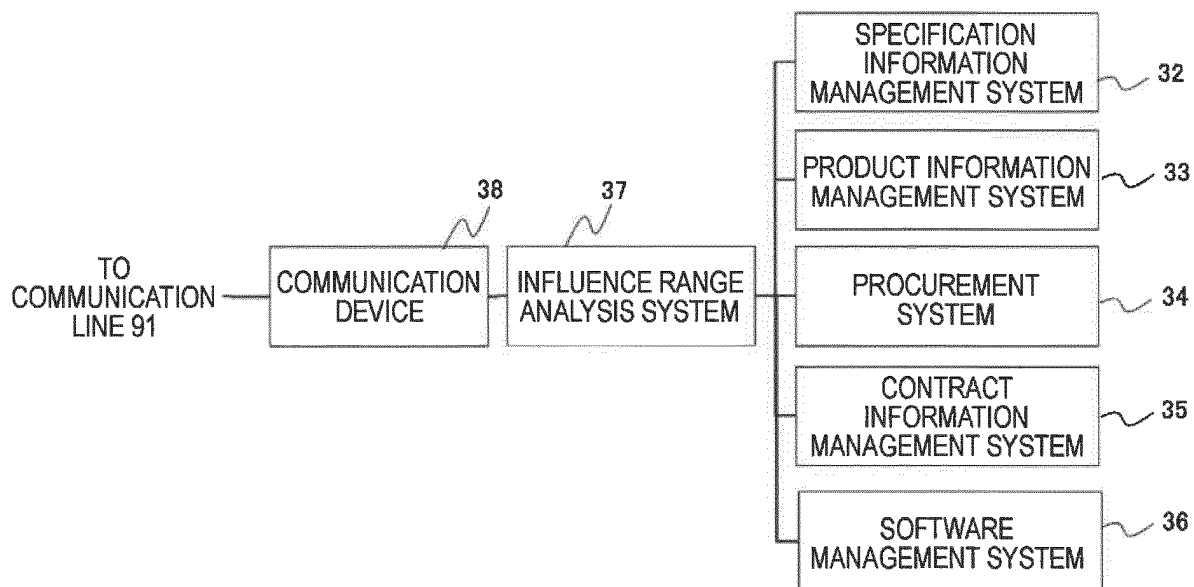 SPECIFICATION
INFORMATION
MANAGEMENT SYSTEM
32
PRODUCT INFORMATION
MANAGEMENT SYSTEM
33
38
37
TO
COMMUNICATION
LINE 91
COMMUNICATION
DEVICE
INFLUENCE RANGE
ANALYSIS SYSTEM
PROCUREMENT
SYSTEM
34
CONTRACT
INFORMATION
MANAGEMENT SYSTEM
35
SOFTWARE
MANAGEMENT SYSTEM
36